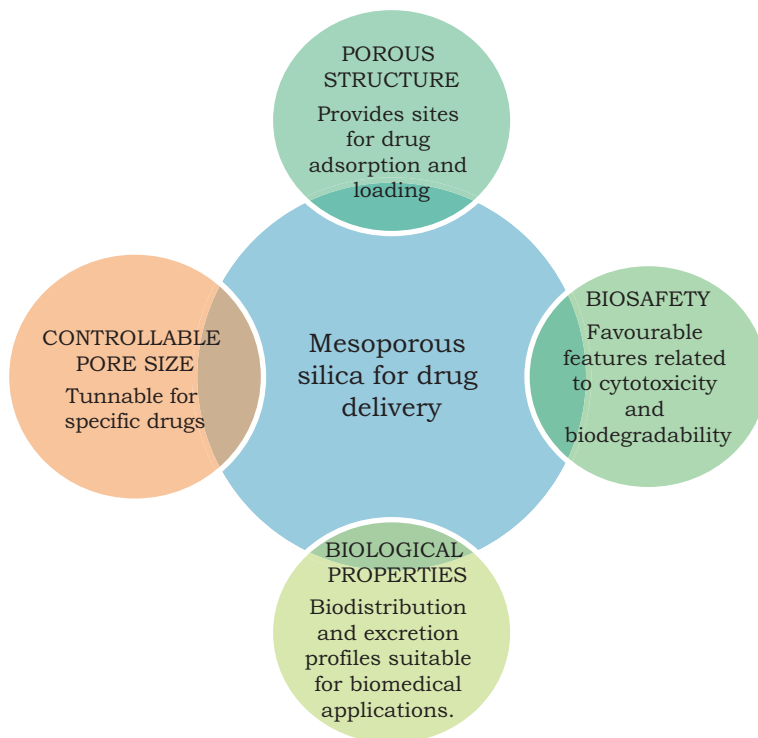 POROUS
STRUCTURE
Provides sites
for drug
adsorption and
loading
CONTROLLABLE
PORE SIZE
Tunnable for
specific drugs
Mesoporous
silica for drug
delivery
BIOSAFETY
Favourable
features related
to cytotoxicity
and
biodegradability
BIOLOGICAL
PROPERTIES
Biodistribution
and excretion
profiles suitable
for biomedical
applications.